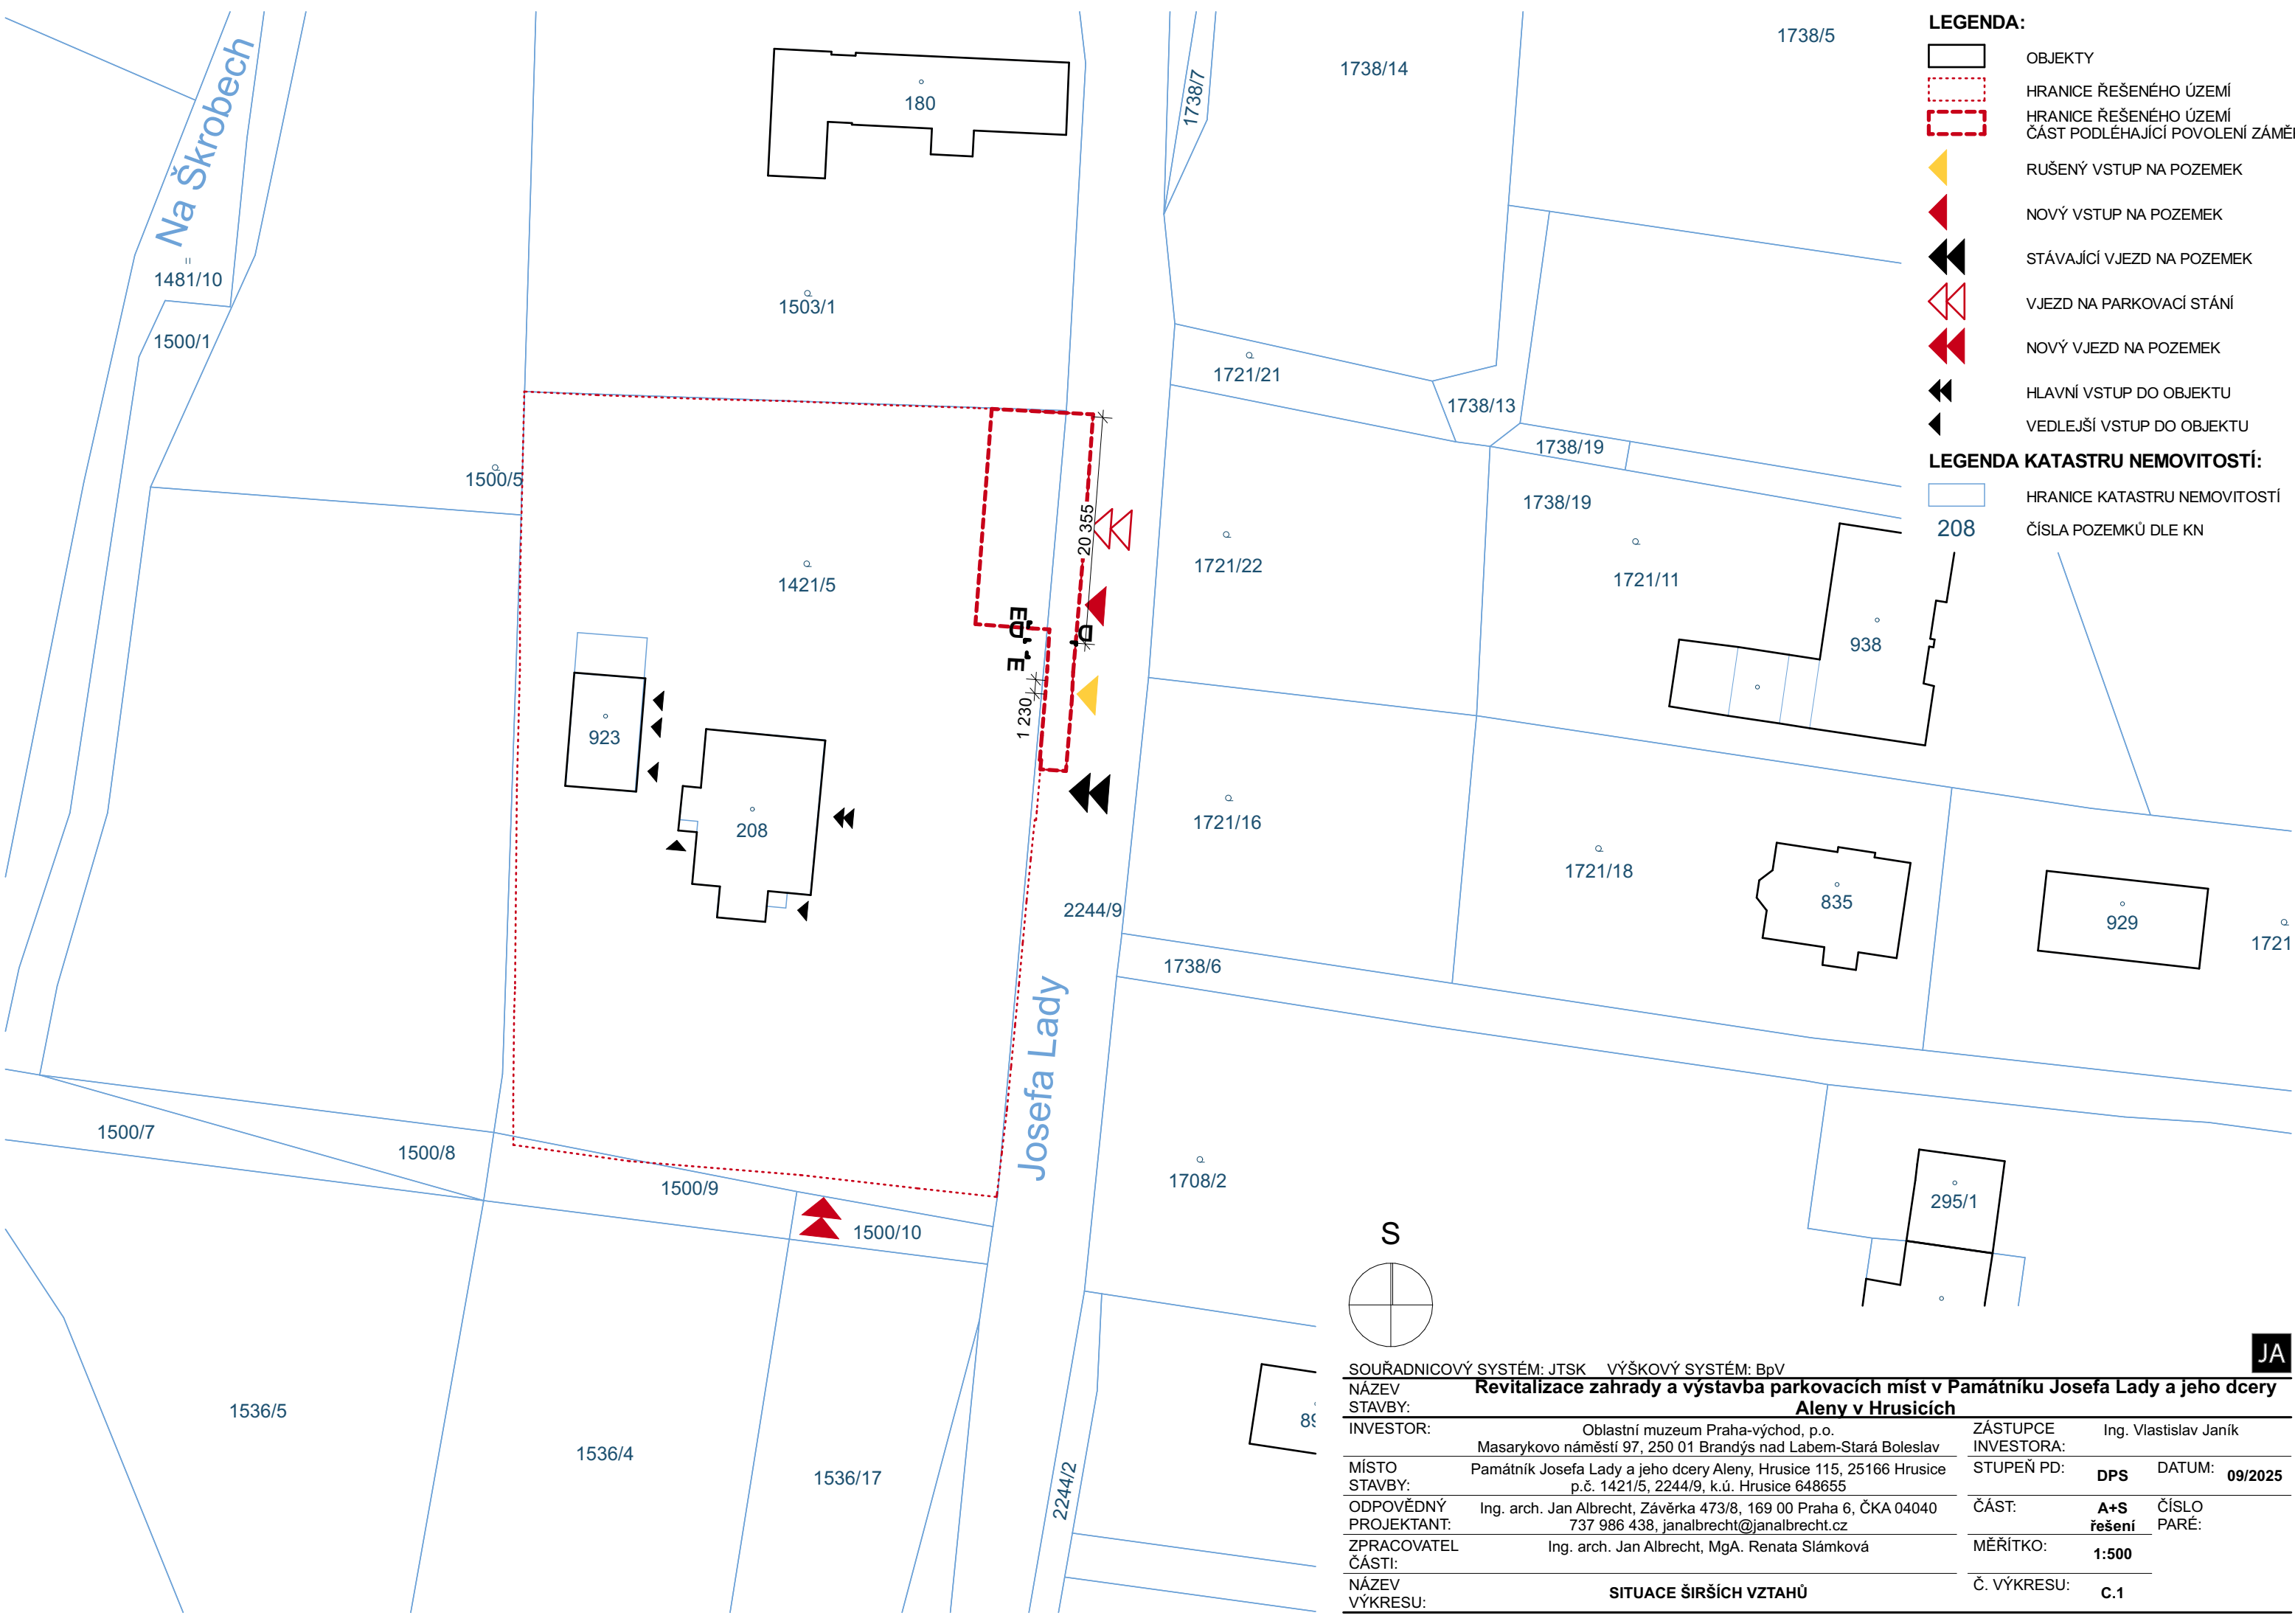 Na Škrobech
1481/10
1500/1
180
1503/1
1738/7
1738/14
1738/5
1721/21
1738/13
1738/19
1738/19
1500/5
1421/5
20 355
1721/22
1721/11
938
ED
D
E
1 230
923
208
1721/16
1721/18
835
929
1721
2244/9
1738/6
Josefa Lady
1500/7
1500/8
1500/9
1500/10
1708/2
295/1
1536/5
1536/4
1536/17
2244/2
S
LEGENDA:
OBJEKTY
HRANICE ŘEŠENÉHO ÚZEMÍ
HRANICE ŘEŠENÉHO ÚZEMÍ
ČÁST PODLÉHAJÍCÍ POVOLENÍ ZÁMĚ
RUŠENÝ VSTUP NA POZEMEK
NOVÝ VSTUP NA POZEMEK
STÁVAJÍCÍ VJEZD NA POZEMEK
VJEZD NA PARKOVACÍ STÁNÍ
NOVÝ VJEZD NA POZEMEK
HLAVNÍ VSTUP DO OBJEKTU
VEDLEJŠÍ VSTUP DO OBJEKTU
LEGENDA KATASTRU NEMOVITOSTÍ:
HRANICE KATASTRU NEMOVITOSTÍ
208 ČÍSLA POZEMKŮ DLE KN
JA
SOUŘADNICOVÝ SYSTÉM: JTSK VÝŠKOVÝ SYSTÉM: BpV
NÁZEV STAVBY:
Revitalizace zahrady a výstavba parkovacích míst v Památníku Josefa Lady a jeho dcery
Aleny v Hrusicích
INVESTOR:
Oblastní muzeum Praha-východ, p.o.
Masarykovo náměstí 97, 250 01 Brandýs nad Labem-Stará Boleslav
ZÁSTUPCE
INVESTORA:
Ing. Vlastislav Janík
MÍSTO
STAVBY:
Památník Josefa Lady a jeho dcery Aleny, Hrusice 115, 25166 Hrusice
p.č. 1421/5, 2244/9, k.ú. Hrusice 648655
STUPEŇ PD: DPS
DATUM: 09/2025
ODPOVĚDNÝ
PROJEKTANT:
Ing. arch. Jan Albrecht, Závěrka 473/8, 169 00 Praha 6, ČKA 04040
737 986 438, janalbrecht@janalbrecht.cz
ČÁST:
A+S
řešení
ČÍSLO
PARÉ:
ZPRACOVATEL
ČÁSTI:
Ing. arch. Jan Albrecht, MgA. Renata Slámková
MĚŘÍTKO: 1:500
NÁZEV
VÝKRESU:
SITUACE ŠIRŠÍCH VZTAHŮ
Č. VÝKRESU: C.1